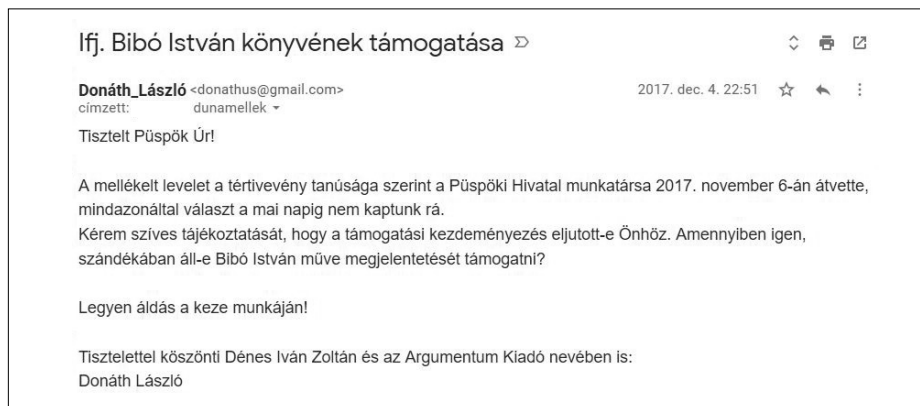 Ifj. Bibó István könyvének támogatása
Donáth_László <donathus@gmail.com> 2017. dec. 4. 22:51
címzett: dunamellek
Tisztelt Püspök Úr!
A mellékelt levelet a tértivevény tanúsága szerint a Püspöki Hivatal munkatársa 2017. november 6-án átvette,
mindazonáltal választ a mai napig nem kaptunk rá.
Kérem szíves tájékoztatását, hogy a támogatási kezdeményezés eljutott-e Önhöz. Amennyiben igen,
szándékában áll-e Bibó István műve megjelentetését támogatni?
Legyen áldás a keze munkáján!
Tisztelettel köszönti Dénes Iván Zoltán és az Argumentum Kiadó nevében is:
Donáth László